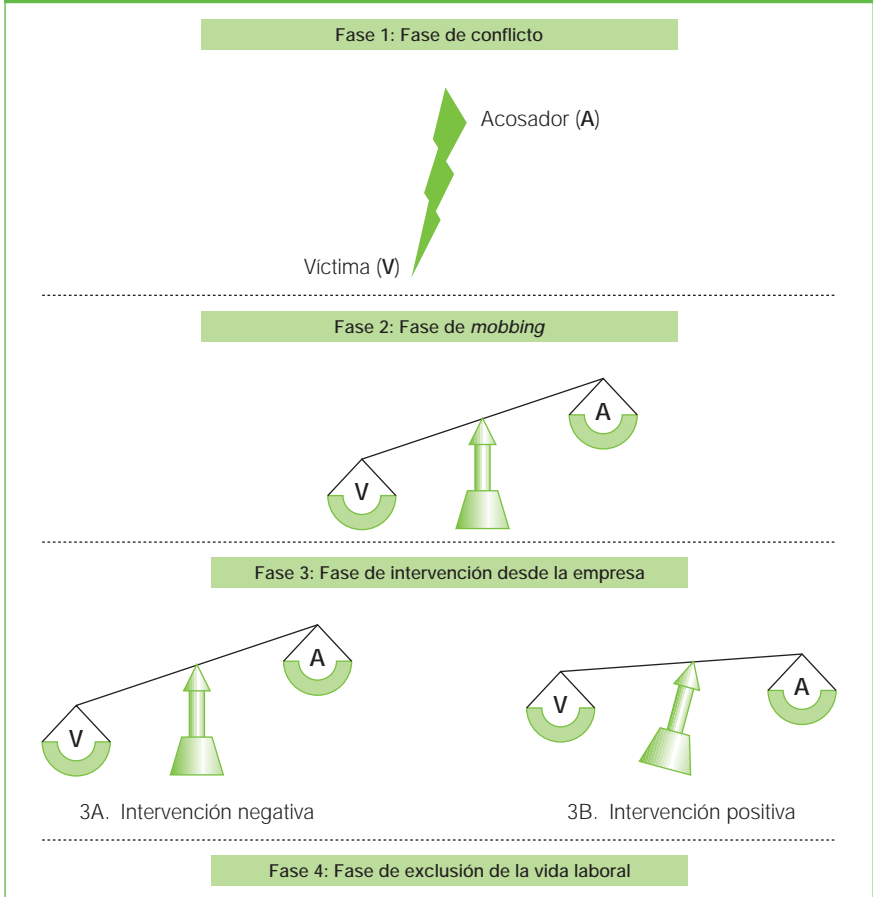 Fase 1: Fase de conflicto
Acosador (A)
Víctima (V)
Fase 2: Fase de mobbing
A
V
Fase 3: Fase de intervención desde la empresa
A
V
A
V
3A. Intervención negativa
3B. Intervención positiva
Fase 4: Fase de exclusión de la vida laboral